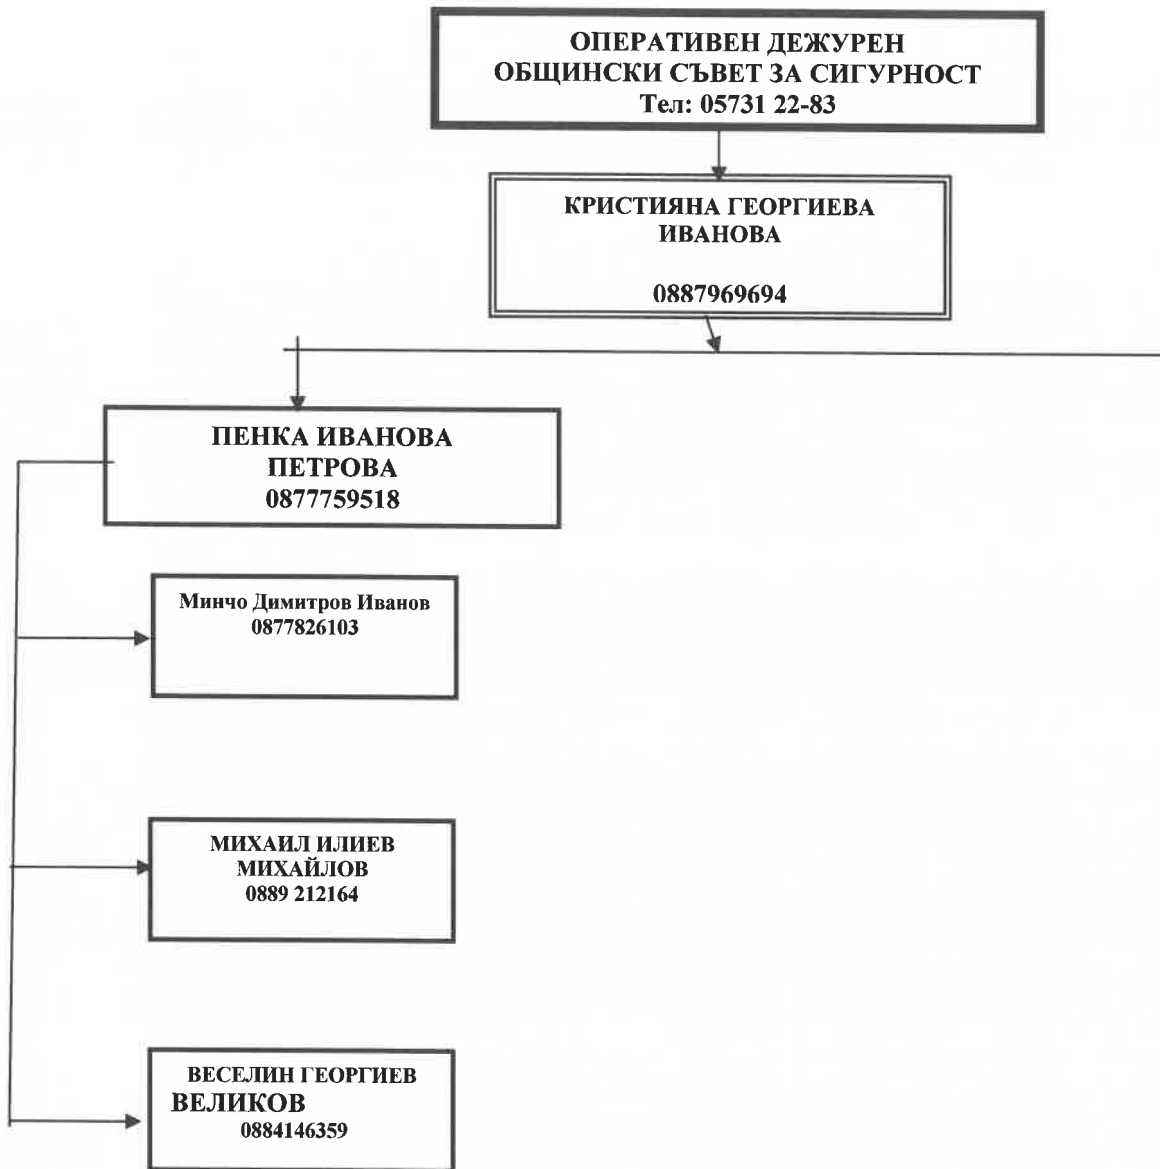 ОПЕРАТИВЕН ДЕЖУРЕН
ОБЩИНСКИ СЪВЕТ ЗА СИГУРНОСТ
Тел: 05731 22-83
КРИСТИЯНА ГЕОРГИЕВА
ИВАНОВА
0887969694
ПЕНКА ИВАНОВА
ПЕТРОВА
0877759518
Минчо Димитров Иванов
0877826103
МИХАИЛ ИЛИЕВ
МИХАЙЛОВ
0889 212164
ВЕСЕЛИН ГЕОРГИЕВ
ВЕЛИКОВ
0884146359